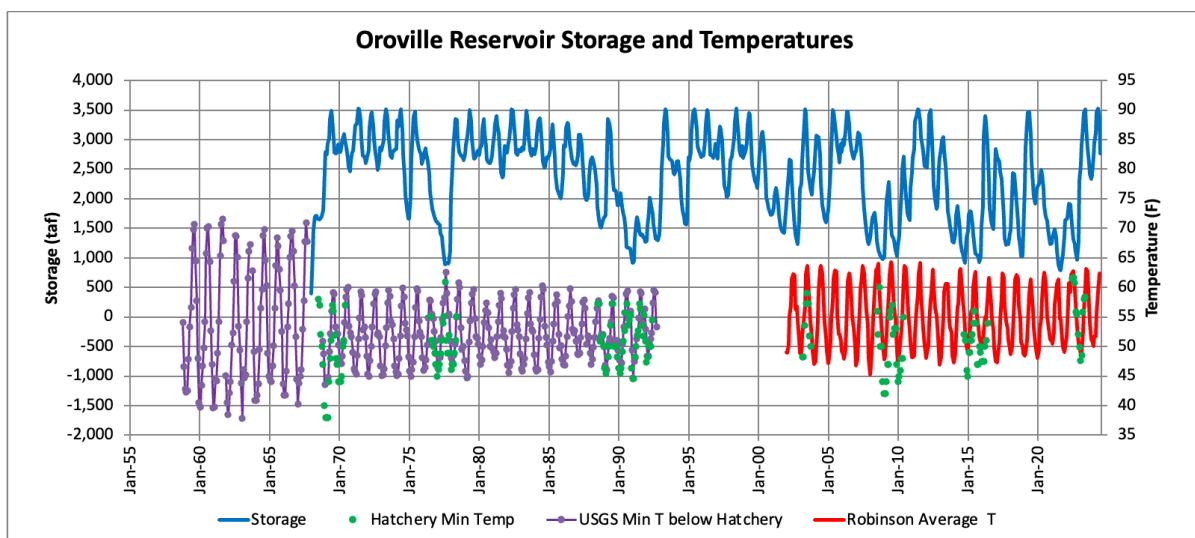 Oroville Reservoir Storage and Temperatures
4,000
3,500
3,000
2,500
2,000
1,500
1,000
500
0
-500
-1,000
-1,500
-2,000
Storage (taf)
95
90
85
80
75
70
65
60
55
50
45
40
35
Temperature (F)
Jan-55
Jan-60
Jan-65
Jan-70
Jan-75
Jan-80
Jan-85
Jan-90
Jan-95
Jan-00
Jan-05
Jan-10
Jan-15
Jan-20
Storage
Hatchery Min Temp
USGS Min T below Hatchery
Robinson Average T